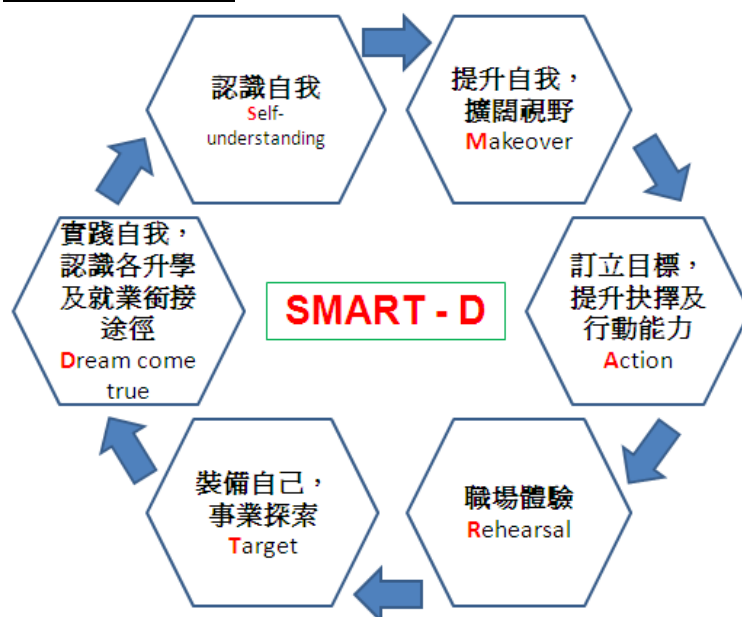 認識自我
Self-
understanding
提升自我，
擴闊視野
Makeover
訂立目標，
提升抉擇及
行動能力
Action
職場體驗
Rehearsal
裝備自己，
事業探索
Target
實踐自我，
認識各升學
及就業銜接
途徑
Dream come
true
SMART - D